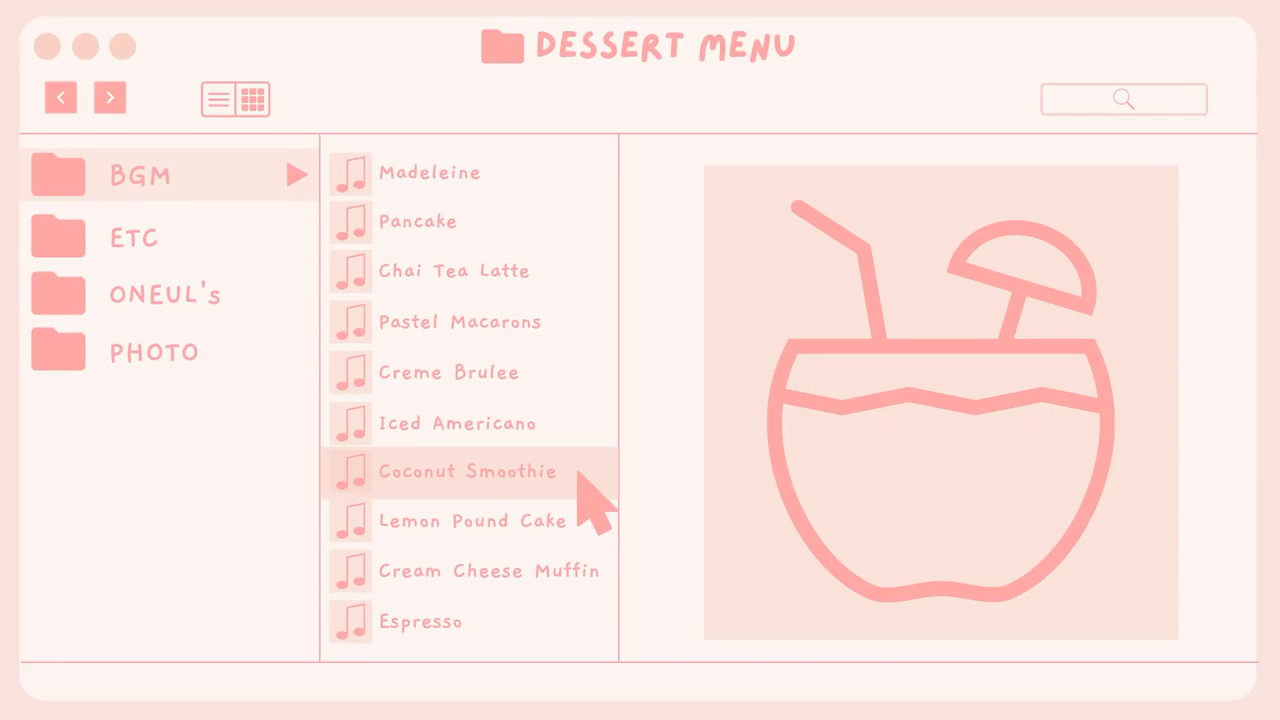 DESSERT MENU
BGM
ETC
ONEUL's
PHOTO
Madeleine
Pancake
Chai Tea Latte
Pastel Macarons
Creme Brulee
Iced Americano
Coconut Smoothie
Lemon Pound Cake
Cream Cheese Muffin
Espresso